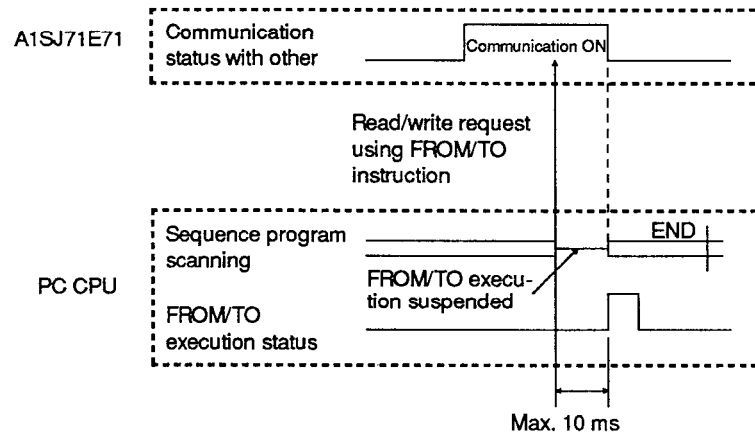 A1SJ71E71
Communication
status with other
Communication ON
Read/write request
using FROM/TO
instruction
PC CPU
Sequence program
scanning
END
FROM/TO execu-
tion suspended
FROM/TO
execution status
Max. 10 ms